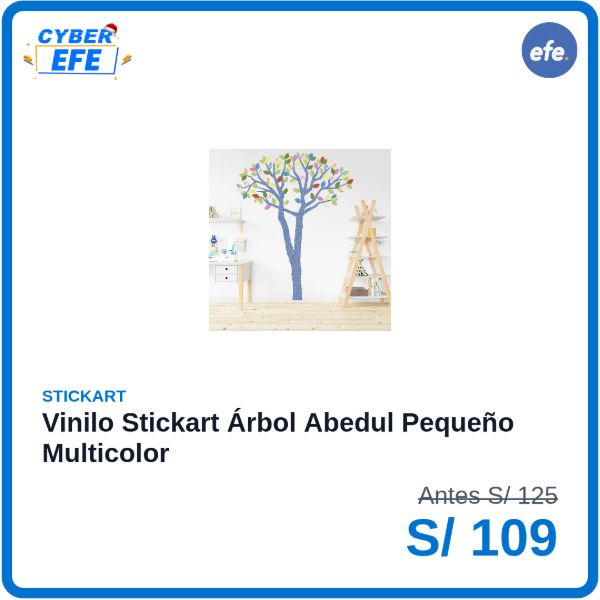 CYBER
EFE
efe.
STICKART
Vinilo Stickart Árbol Abedul Pequeño
Multicolor
Antes S/ 125
S/ 109